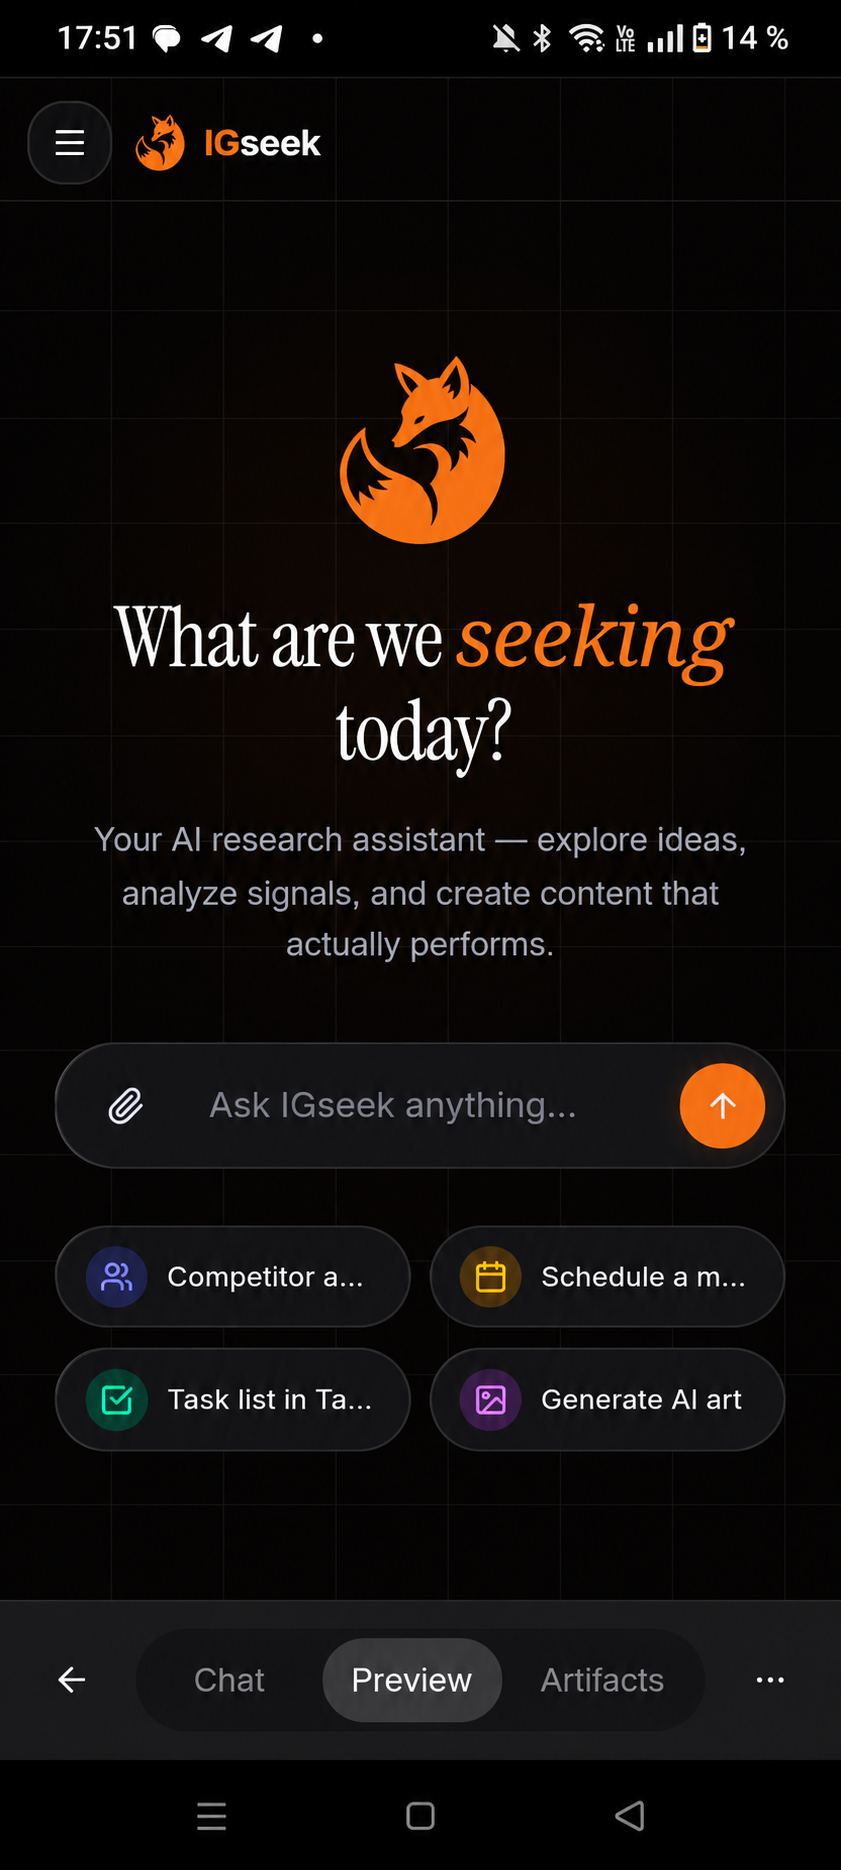 17:51
Vo LTE
14 %
IGseek
What are we seeking
today?
Your AI research assistant — explore ideas,
analyze signals, and create content that
actually performs.
Ask IGseek anything...
Competitor a...
Schedule a m...
Task list in Ta...
Generate AI art
Chat
Preview
Artifacts